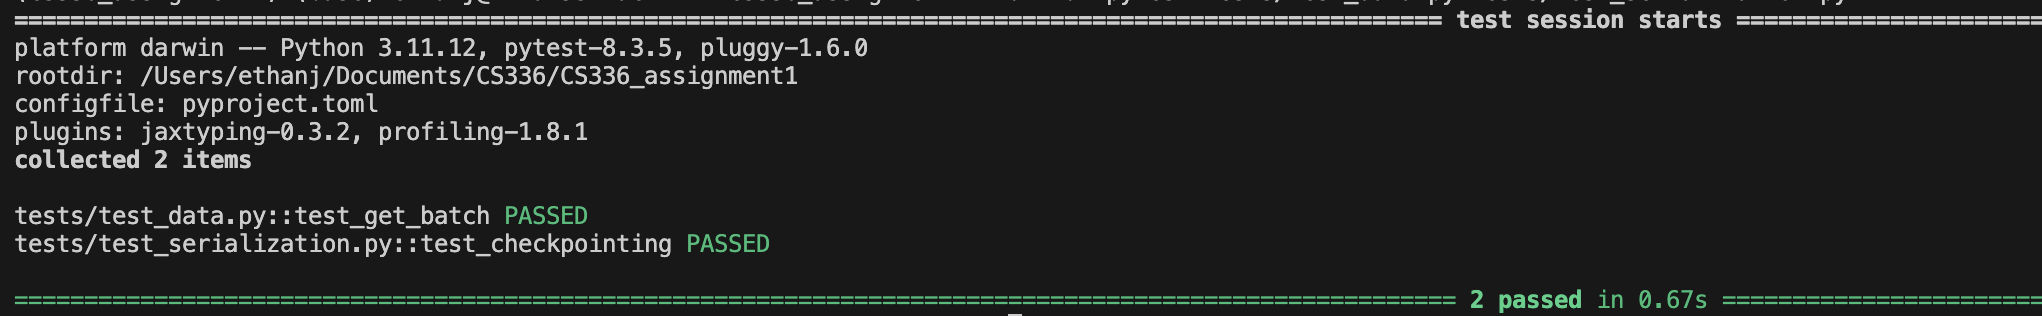 ============================== test session starts ==============================
platform darwin -- Python 3.11.12, pytest-8.3.5, pluggy-1.6.0
rootdir: /Users/ethanj/Documents/CS336/CS336_assignment1
configfile: pyproject.toml
plugins: jaxtyping-0.3.2, profiling-1.8.1
collected 2 items
tests/test_data.py::test_get_batch PASSED
tests/test_serialization.py::test_checkpointing PASSED
============================== 2 passed in 0.67s ==============================